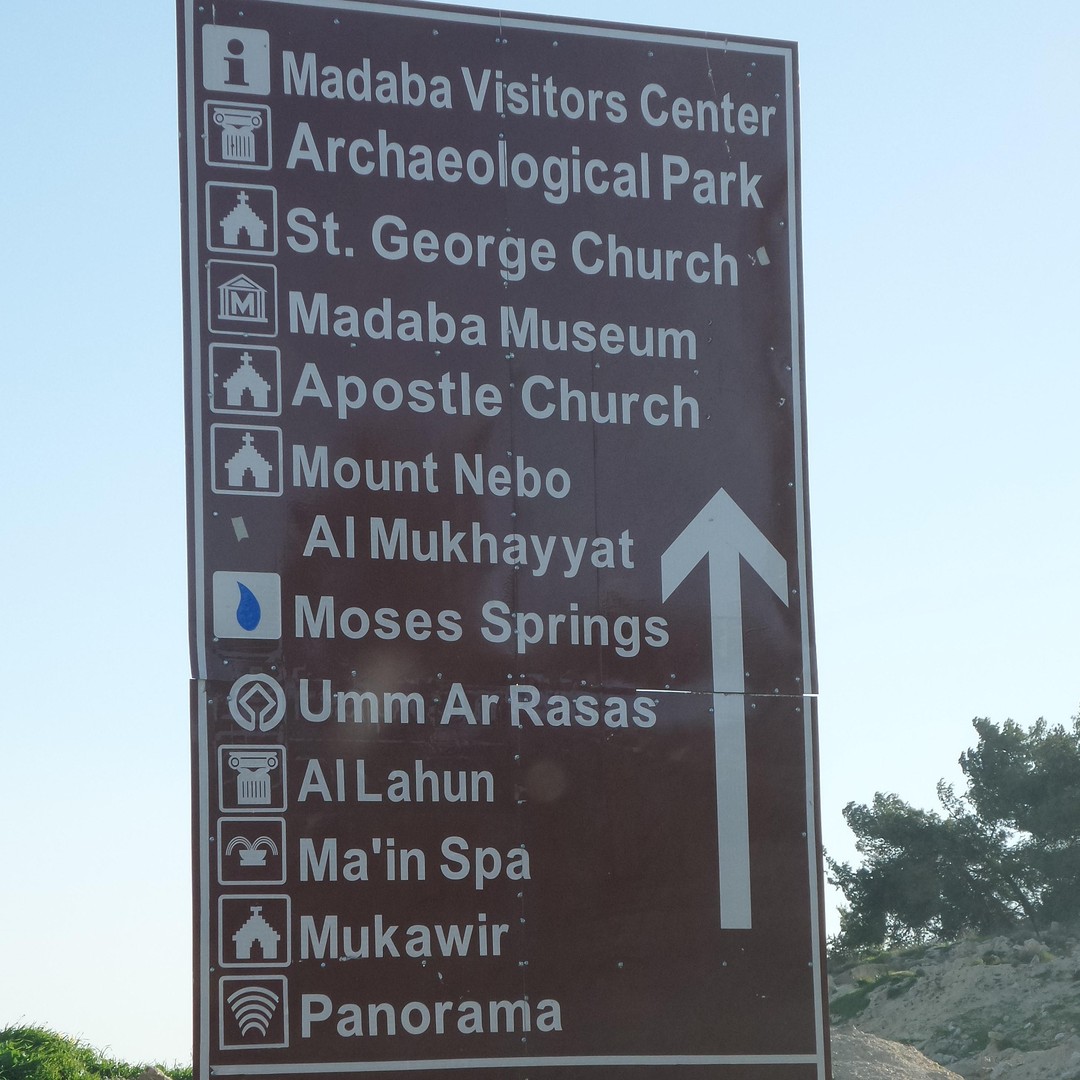 Madaba Visitors Center
Archaeological Park
St. George Church
Madaba Museum
Apostle Church
Mount Nebo
Al Mukhayyat
Moses Springs
Umm Ar Rasas
Al Lahun
Ma'in Spa
Mukawir
Panorama